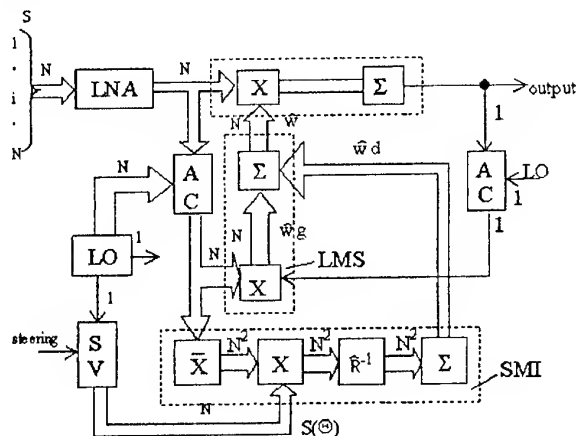 S
1
.
i
.
N
N
LNA
N
X
Σ
output
N
ŵ
1
N
A
C
Σ
ŵd
A
C
LO
1
1
LO
1
N
N
ŵg
X
LMS
1
steering
S
V
X̄
N²
X
N²
R̂⁻¹
N²
Σ
SMI
N
S(Θ)